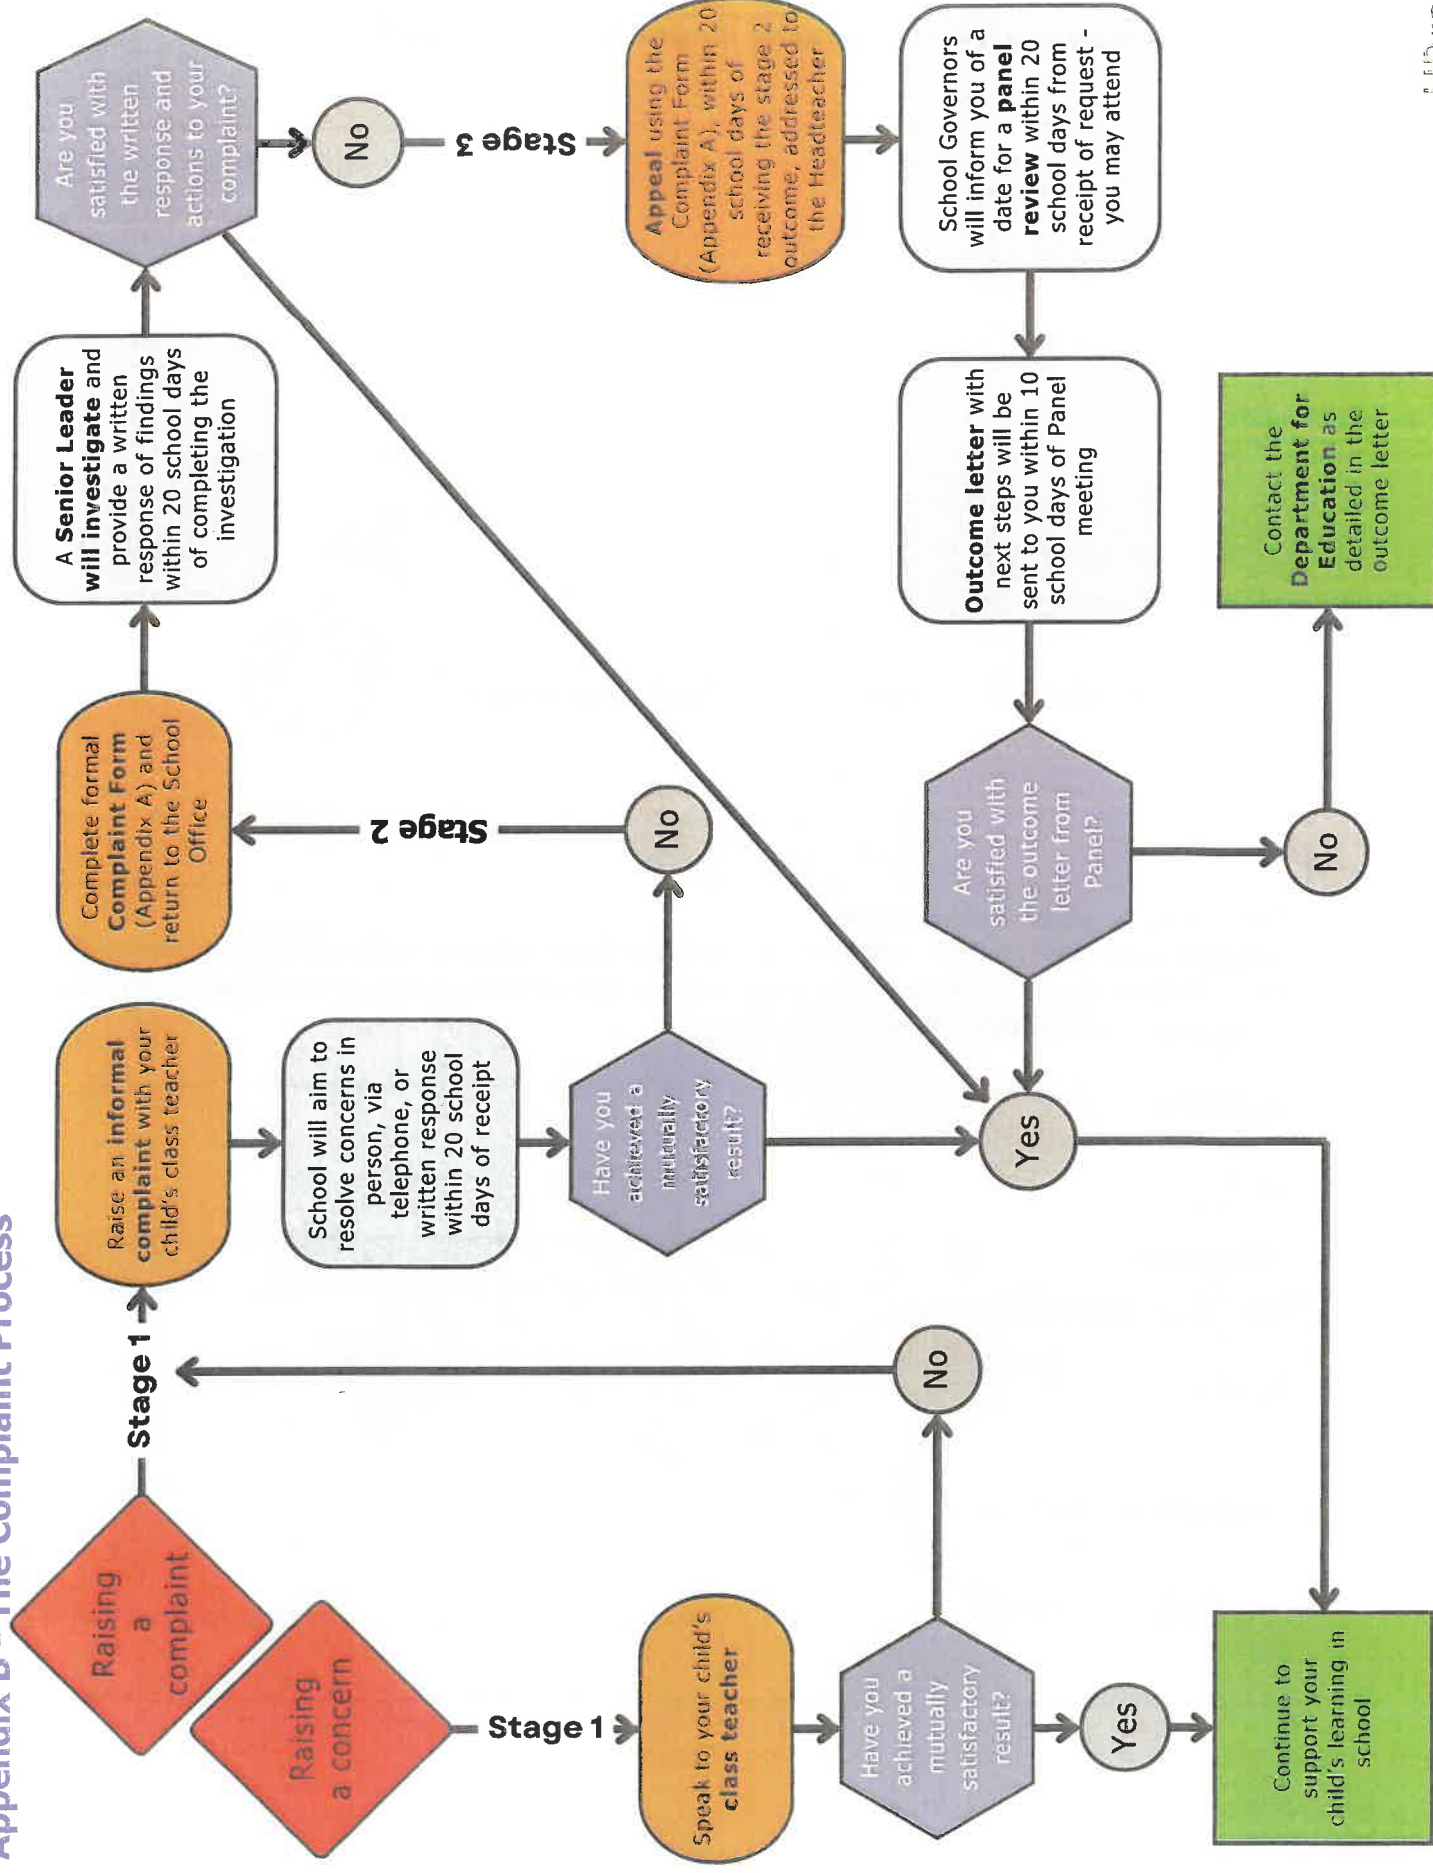 Appendix B - The Complaint Process
Raising
a
complaint
Stage 1
Raise an informal
complaint with your
child's class teacher
School will aim to
resolve concerns in
person, via
telephone, or
written response
within 20 school
days of receipt
Have you
achieved a
mutually
satisfactory
result?
No
Stage 2
Complete formal
Complaint Form
(Appendix A) and
return to the School
Office
A Senior Leader
will investigate and
provide a written
response of findings
within 20 school days
of completing the
investigation
Are you
satisfied with
the written
response and
actions to your
complaint?
No
Stage 3
Appeal using the
Complaint Form
(Appendix A), within 20
school days of
receiving the stage 2
outcome, addressed to
the Headteacher
School Governors
will inform you of a
date for a panel
review within 20
school days from
receipt of request -
you may attend
Outcome letter with
next steps will be
sent to you within 10
school days of Panel
meeting
Are you
satisfied with
the outcome
letter from
Panel?
No
Contact the
Department for
Education as
detailed in the
outcome letter
Yes
Raising
a concern
Stage 1
Speak to your child's
class teacher
Have you
achieved a
mutually
satisfactory
result?
No
Yes
Continue to
support your
child's learning in
school